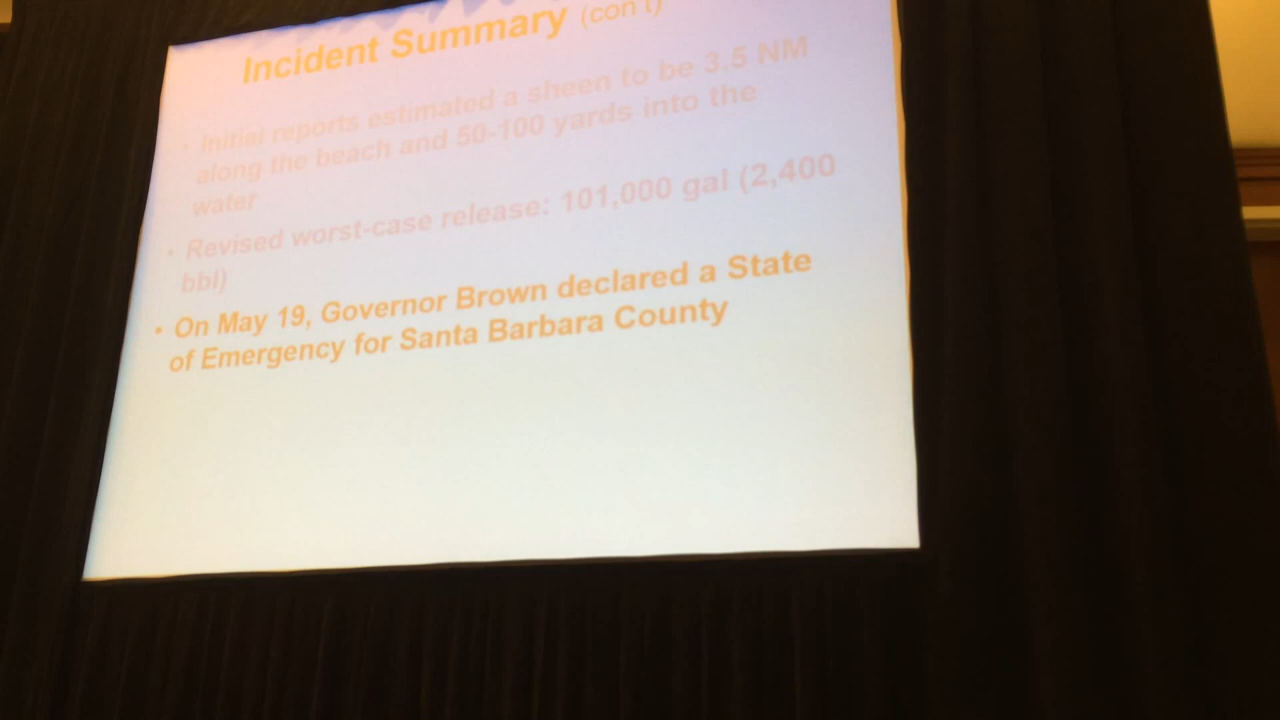 Incident Summary (con't)
• Initial reports estimated a sheen to be 3.5 NM
along the beach and 50-100 yards into the
water
• Revised worst-case release: 101,000 gal (2,400
bbl)
• On May 19, Governor Brown declared a State
of Emergency for Santa Barbara County